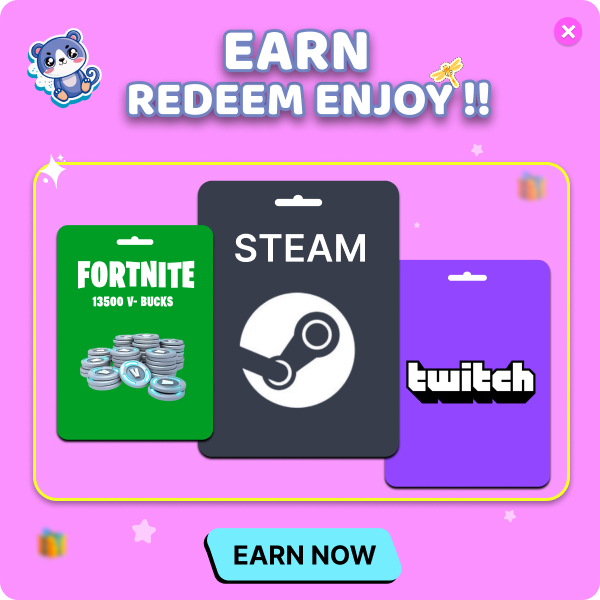 EARN
REDEEM ENJOY !!
STEAM
FORTNITE
13500 V- BUCKS
twitch
EARN NOW